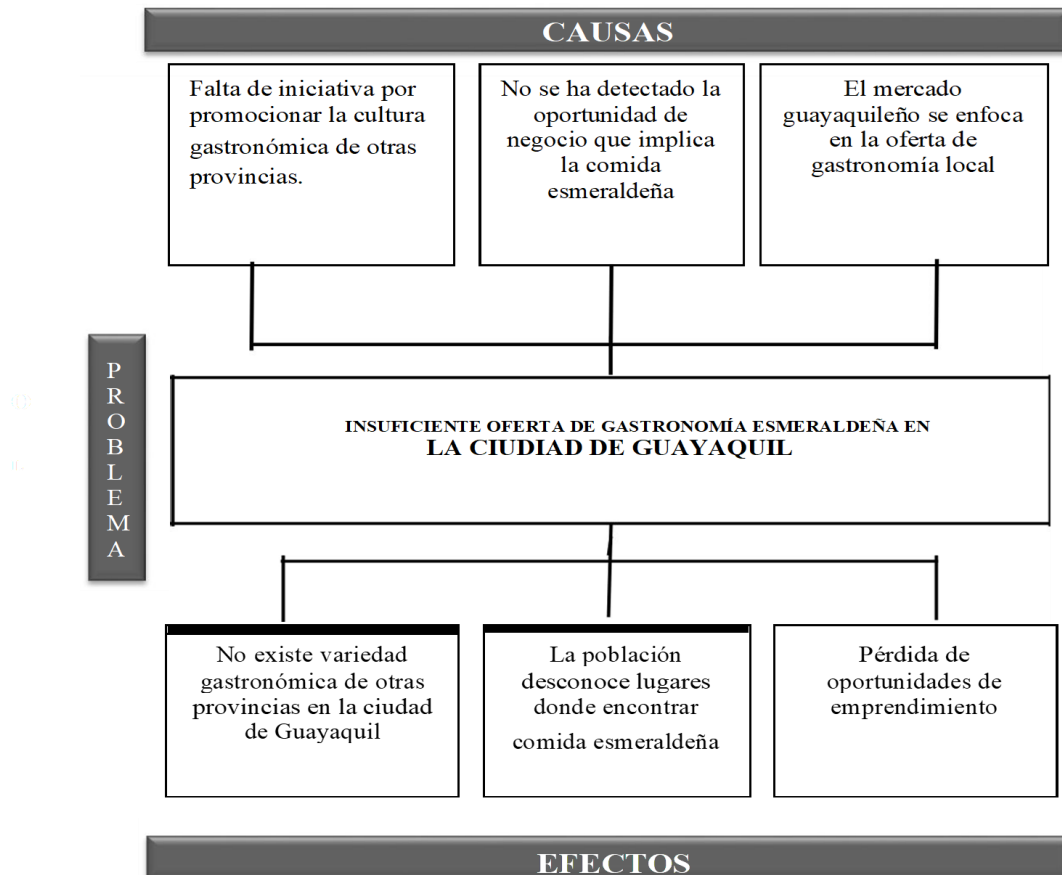 CAUSAS
Falta de iniciativa por
promocionar la cultura
gastronómica de otras
provincias.
No se ha detectado la
oportunidad de
negocio que implica
la comida
esmeraldeña
El mercado
guayaquileño se enfoca
en la oferta de
gastronomía local
P
R
O
B
L
E
M
A
INSUFICIENTE OFERTA DE GASTRONOMÍA ESMERALDEÑA EN
LA CIUDIAD DE GUAYAQUIL
No existe variedad
gastronómica de otras
provincias en la ciudad
de Guayaquil
La población
desconoce lugares
donde encontrar
comida esmeraldeña
Pérdida de
oportunidades de
emprendimiento
EFECTOS